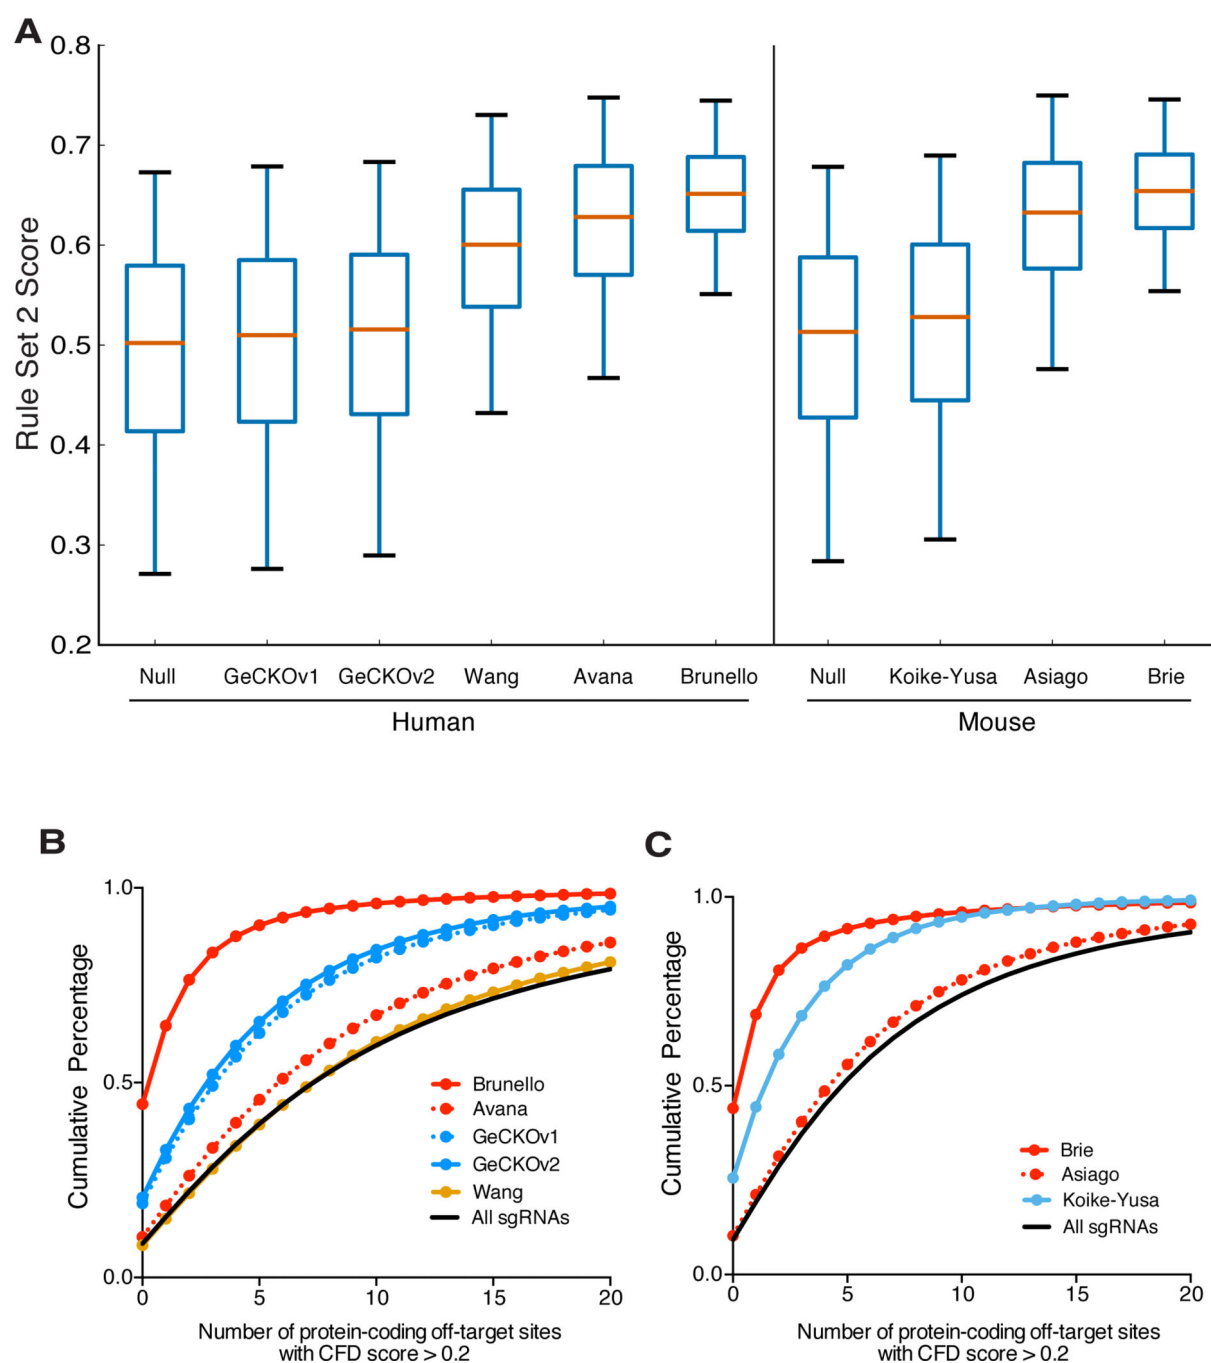 A
0.8
0.7
0.6
0.5
0.4
0.3
0.2
Rule Set 2 Score
Null GeCKOv1 GeCKOv2 Wang Avana Brunello Null Koike-Yusa Asiago Brie
Human Mouse
B
1.0
0.5
0.0
Cumulative Percentage
Brunello
Avana
GeCKOv1
GeCKOv2
Wang
All sgRNAs
0 5 10 15 20
Number of protein-coding off-target sites
with CFD score > 0.2
C
1.0
0.5
0.0
Cumulative Percentage
Brie
Asiago
Koike-Yusa
All sgRNAs
0 5 10 15 20
Number of protein-coding off-target sites
with CFD score > 0.2